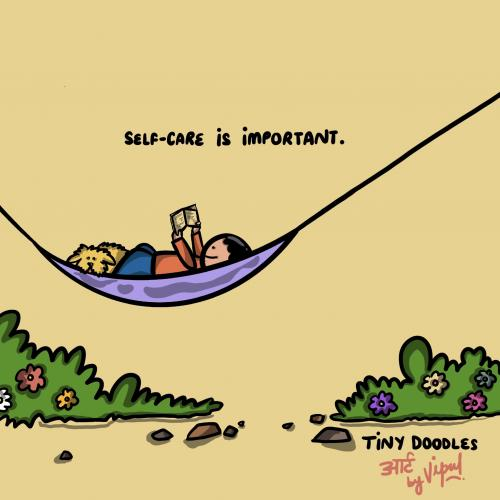 SELF-CARE is iMPORTANT.
TiNY DOODLES
आर्ट
by Vipul.